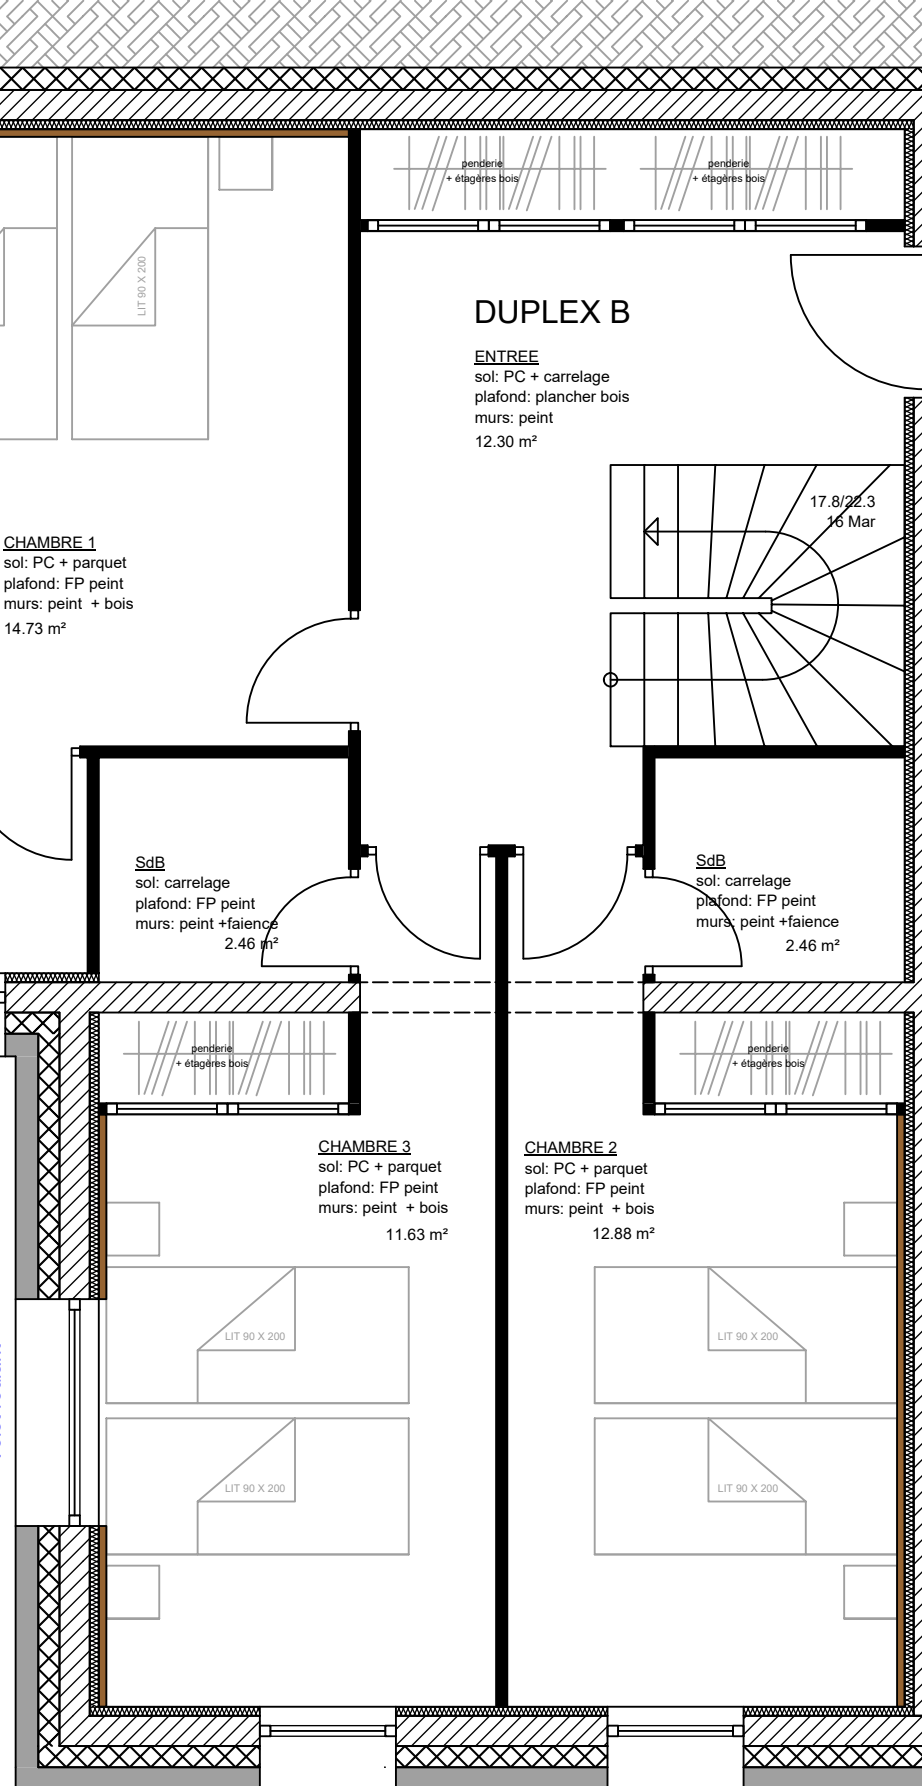 penderie
+ étagères bois
penderie
+ étagères bois
LIT 90 X 200
DUPLEX B
ENTREE
sol: PC + carrelage
plafond: plancher bois
murs: peint
12.30 m²
17.8/22.3
16 Mar
CHAMBRE 1
sol: PC + parquet
plafond: FP peint
murs: peint + bois
14.73 m²
SdB
sol: carrelage
plafond: FP peint
murs: peint +faience
2.46 m²
SdB
sol: carrelage
plafond: FP peint
murs: peint +faience
2.46 m²
penderie
+ étagères bois
penderie
+ étagères bois
CHAMBRE 3
sol: PC + parquet
plafond: FP peint
murs: peint + bois
11.63 m²
CHAMBRE 2
sol: PC + parquet
plafond: FP peint
murs: peint + bois
12.88 m²
LIT 90 X 200
LIT 90 X 200
LIT 90 X 200
LIT 90 X 200